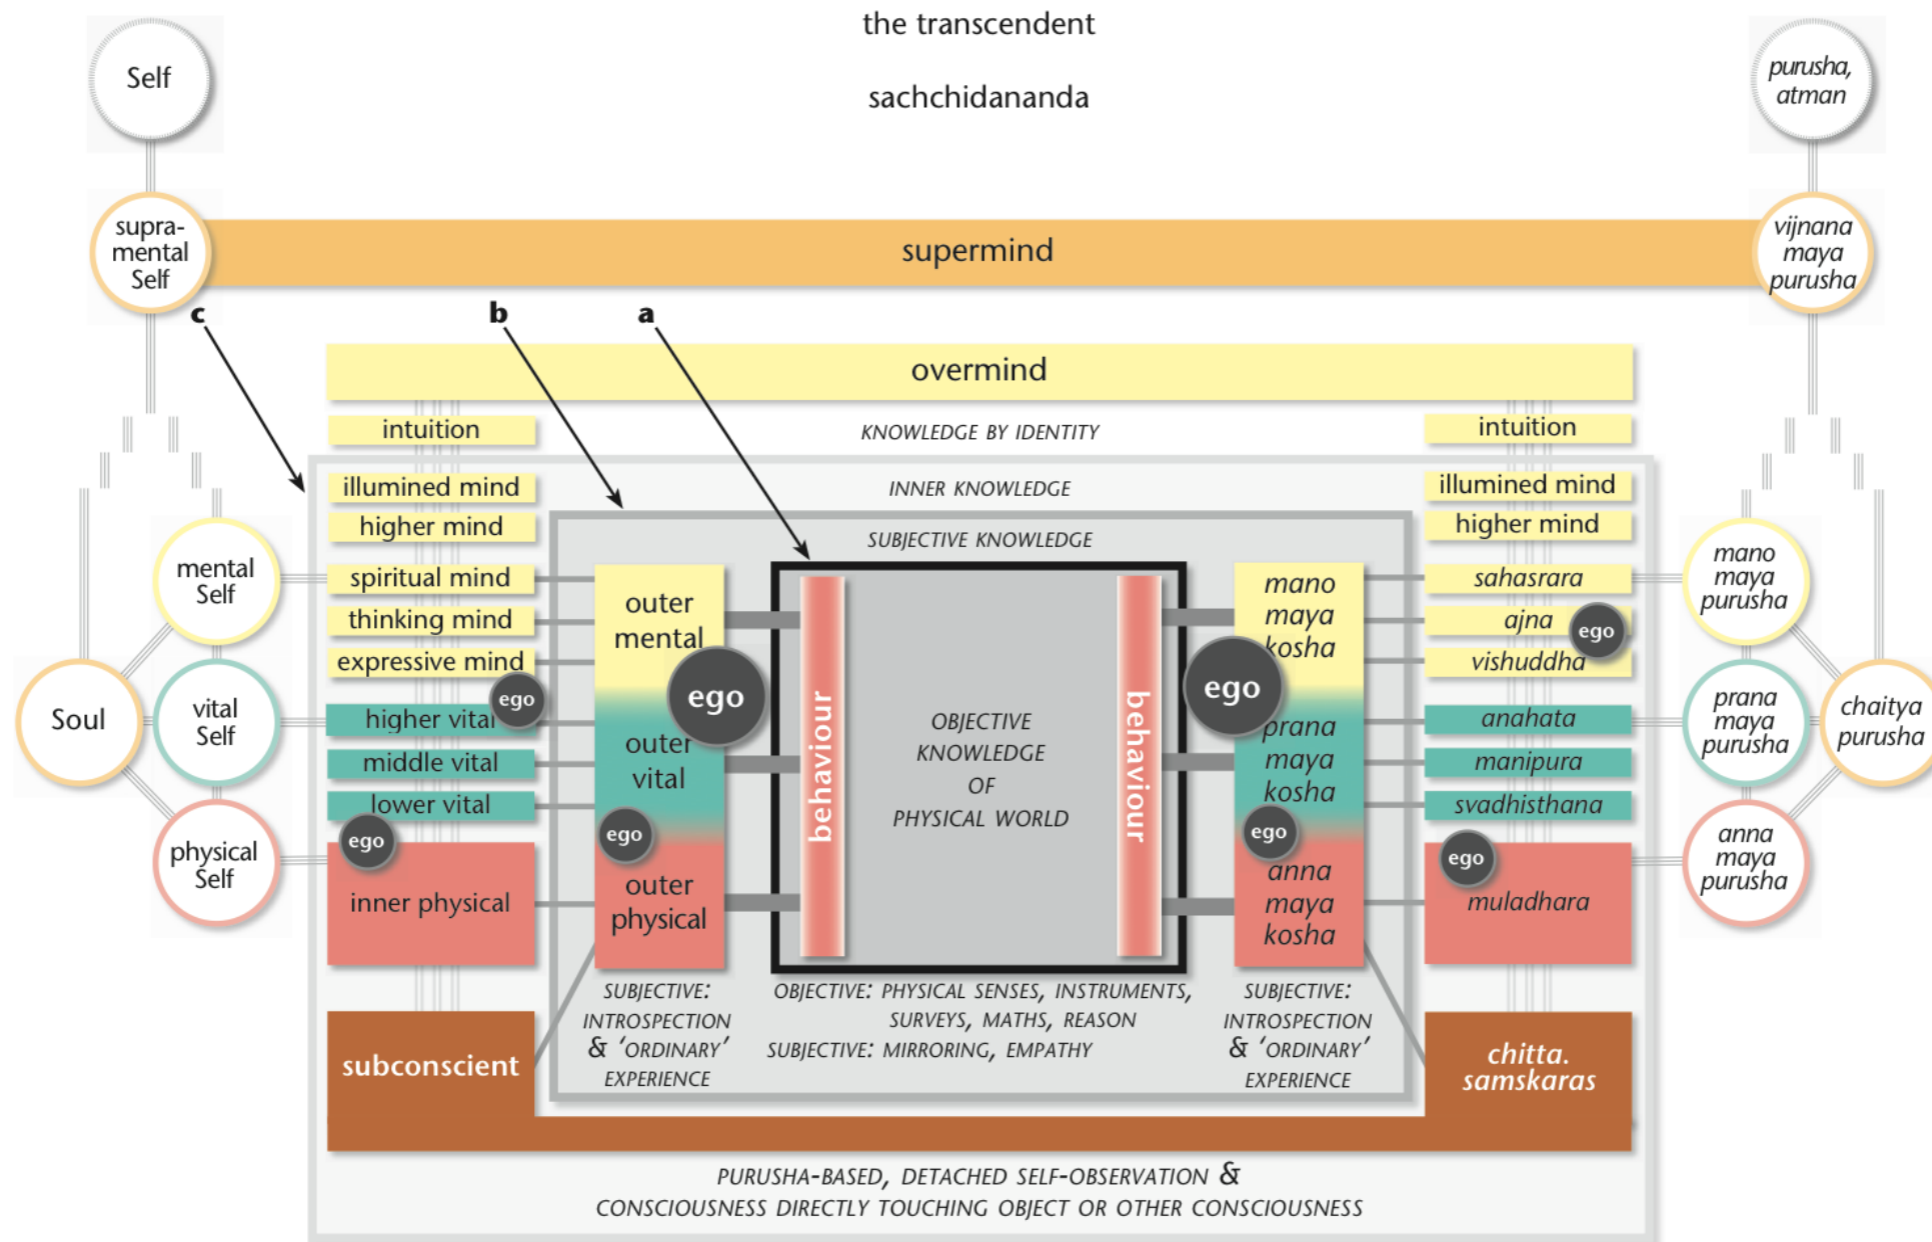 the transcendent
sachchidananda
Self
purusha,
atman
supra-
mental
Self
supermind
vijnana
maya
purusha
c
b
a
overmind
intuition
KNOWLEDGE BY IDENTITY
intuition
illumined mind
INNER KNOWLEDGE
illumined mind
higher mind
SUBJECTIVE KNOWLEDGE
higher mind
mental
Self
vital
Self
physical
Self
Soul
spiritual mind
thinking mind
expressive mind
ego
higher vital
middle vital
lower vital
ego
inner physical
subconscient
outer
mental
ego
outer
vital
ego
outer
physical
behaviour
OBJECTIVE
KNOWLEDGE
OF
PHYSICAL WORLD
behaviour
mano
maya
kosha
ego
prana
maya
kosha
ego
anna
maya
kosha
sahasrara
ajna
ego
vishuddha
anahata
manipura
svadhisthana
ego
muladhara
chitta.
samskaras
mano
maya
purusha
prana
maya
purusha
anna
maya
purusha
chaitya
purusha
SUBJECTIVE:
INTROSPECTION
& ‘ORDINARY’
EXPERIENCE
OBJECTIVE: PHYSICAL SENSES, INSTRUMENTS,
SURVEYS, MATHS, REASON
SUBJECTIVE: MIRRORING, EMPATHY
SUBJECTIVE:
INTROSPECTION
& ‘ORDINARY’
EXPERIENCE
PURUSHA-BASED, DETACHED SELF-OBSERVATION &
CONSCIOUSNESS DIRECTLY TOUCHING OBJECT OR OTHER CONSCIOUSNESS